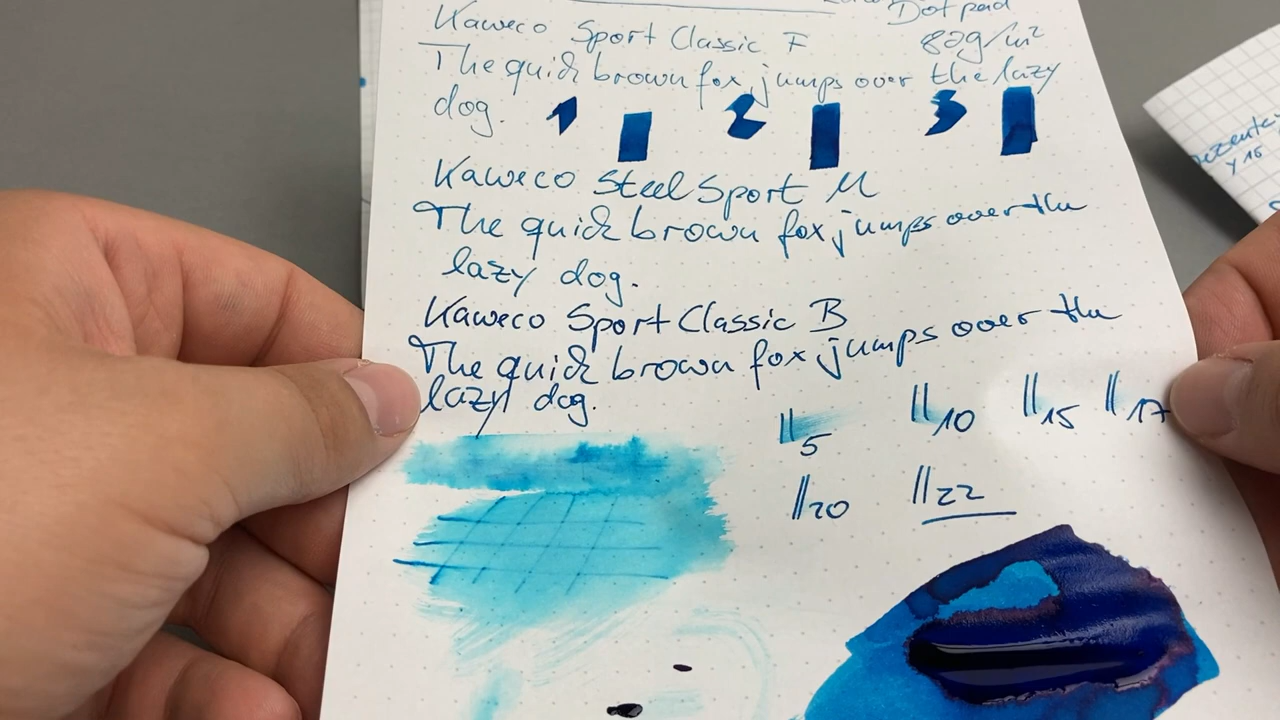 Dot pad
Kaweco Sport Classic F 80g/m²
The quick brown fox jumps over the lazy
dog. 1 2 3
Kaweco Steel Sport M
The quick brown fox jumps over the
lazy dog.
Kaweco Sport Classic B
The quick brown fox jumps over the
lazy dog.
5 10 15 17
20 22
y 15